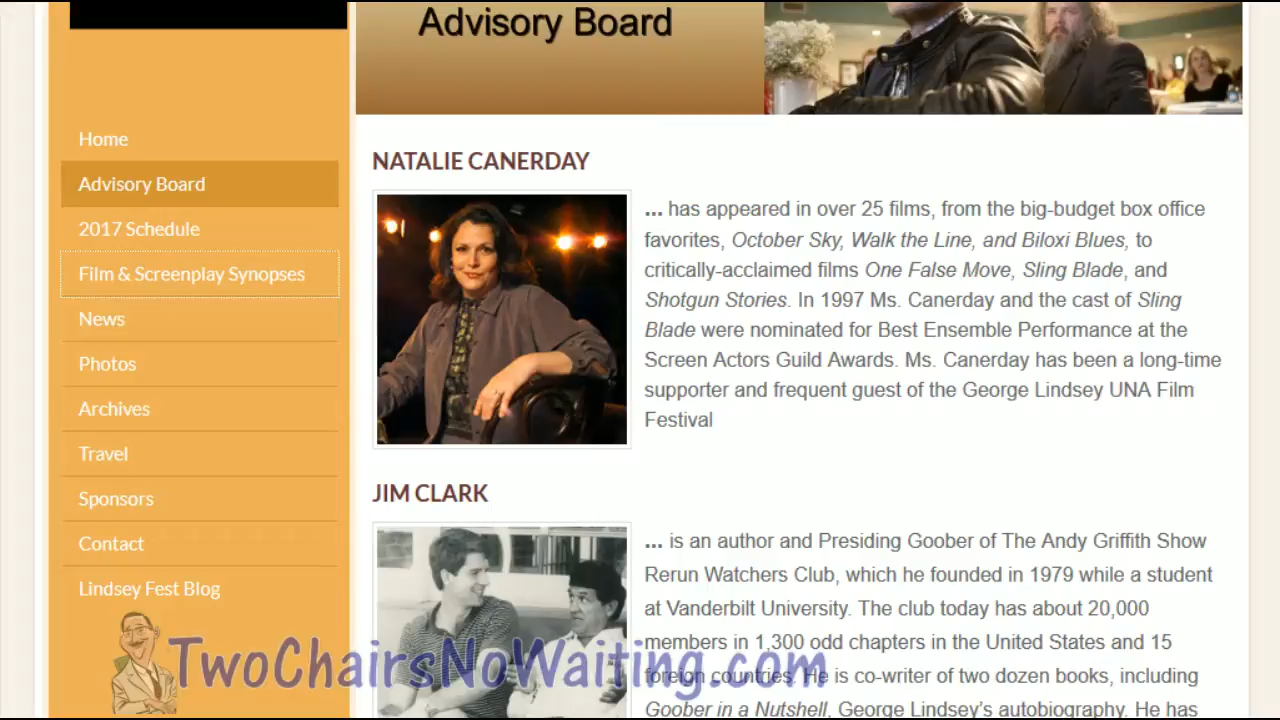 Advisory Board
Home
Advisory Board
2017 Schedule
Film & Screenplay Synopses
News
Photos
Archives
Travel
Sponsors
Contact
Lindsey Fest Blog
NATALIE CANERDAY
... has appeared in over 25 films, from the big-budget box office
favorites, October Sky, Walk the Line, and Biloxi Blues, to
critically-acclaimed films One False Move, Sling Blade, and
Shotgun Stories. In 1997 Ms. Canerday and the cast of Sling
Blade were nominated for Best Ensemble Performance at the
Screen Actors Guild Awards. Ms. Canerday has been a long-time
supporter and frequent guest of the George Lindsey UNA Film
Festival
JIM CLARK
... is an author and Presiding Goober of The Andy Griffith Show
Rerun Watchers Club, which he founded in 1979 while a student
at Vanderbilt University. The club today has about 20,000
members in 1,300 odd chapters in the United States and 15
foreign countries. He is co-writer of two dozen books, including
Goober in a Nutshell, George Lindsey's autobiography. He has
TwoChairsNoWaiting.com